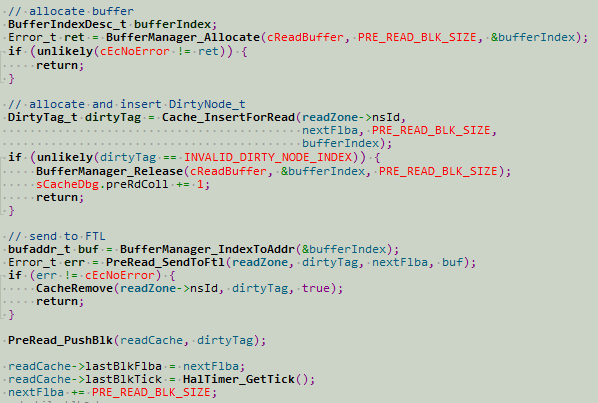 // allocate buffer
BufferIndexDesc_t bufferIndex;
Error_t ret = BufferManager_Allocate(cReadBuffer, PRE_READ_BLK_SIZE, &bufferIndex);
if (unlikely(cEcNoError != ret)) {
return;
}
// allocate and insert DirtyNode_t
DirtyTag_t dirtyTag = Cache_InsertForRead(readZone->nsId,
nextFlba, PRE_READ_BLK_SIZE,
bufferIndex);
if (unlikely(dirtyTag == INVALID_DIRTY_NODE_INDEX)) {
BufferManager_Release(cReadBuffer, &bufferIndex, PRE_READ_BLK_SIZE);
sCacheDbg.preRdColl += 1;
return;
}
// send to FTL
bufaddr_t buf = BufferManager_IndexToAddr(&bufferIndex);
Error_t err = PreRead_SendToFtl(readZone, dirtyTag, nextFlba, buf);
if (err != cEcNoError) {
CacheRemove(readZone->nsId, dirtyTag, true);
return;
}
PreRead_PushBlk(readCache, dirtyTag);
readCache->lastBlkFlba = nextFlba;
readCache->lastBlkTick = HalTimer_GetTick();
nextFlba += PRE_READ_BLK_SIZE;